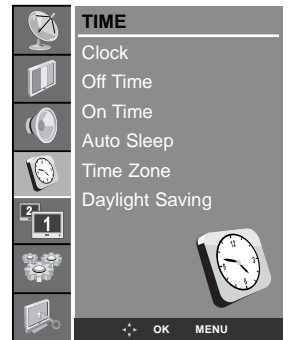 TIME
Clock
Off Time
On Time
Auto Sleep
Time Zone
Daylight Saving
2
1
OK MENU